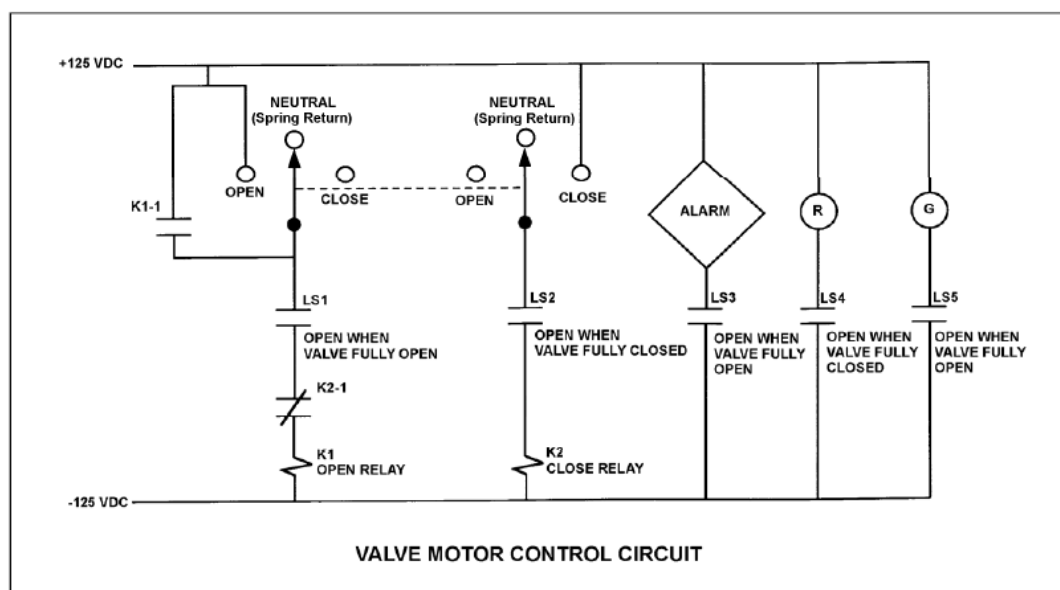 +125 VDC
NEUTRAL
(Spring Return)
NEUTRAL
(Spring Return)
OPEN
CLOSE
OPEN
CLOSE
K1-1
ALARM
R
G
LS1
OPEN WHEN
VALVE FULLY OPEN
LS2
OPEN WHEN
VALVE FULLY CLOSED
LS3
OPEN WHEN
VALVE FULLY
OPEN
LS4
OPEN WHEN
VALVE FULLY
CLOSED
LS5
OPEN WHEN
VALVE FULLY
OPEN
K2-1
K1
OPEN RELAY
K2
CLOSE RELAY
-125 VDC
VALVE MOTOR CONTROL CIRCUIT